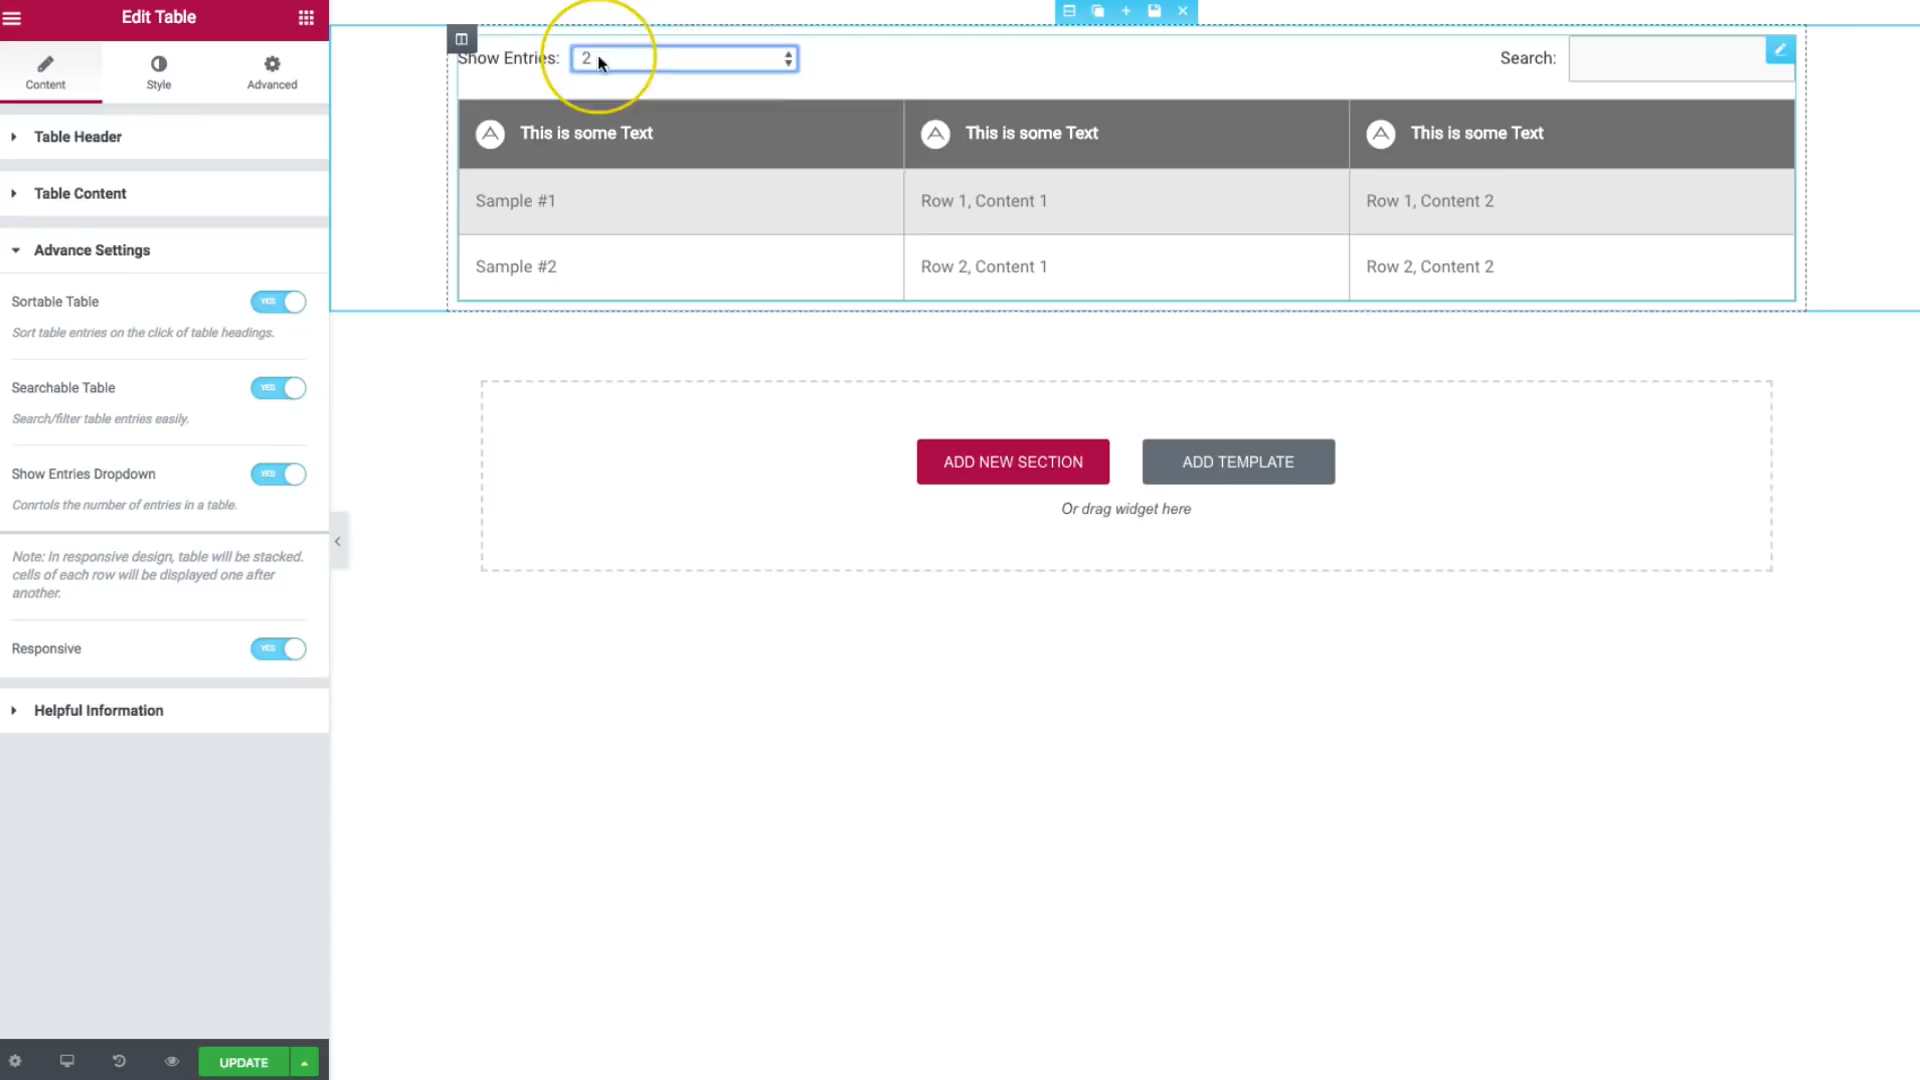 Edit Table
Content
Style
Advanced
Table Header
Table Content
Advance Settings
Sortable Table
YES
Sort table entries on the click of table headings.
Searchable Table
YES
Search/filter table entries easily.
Show Entries Dropdown
YES
Conrtols the number of entries in a table.
Note: In responsive design, table will be stacked.
cells of each row will be displayed one after
another.
Responsive
YES
Helpful Information
UPDATE
Show Entries:
2
Search:
This is some Text
This is some Text
This is some Text
Sample #1
Row 1, Content 1
Row 1, Content 2
Sample #2
Row 2, Content 1
Row 2, Content 2
ADD NEW SECTION
ADD TEMPLATE
Or drag widget here